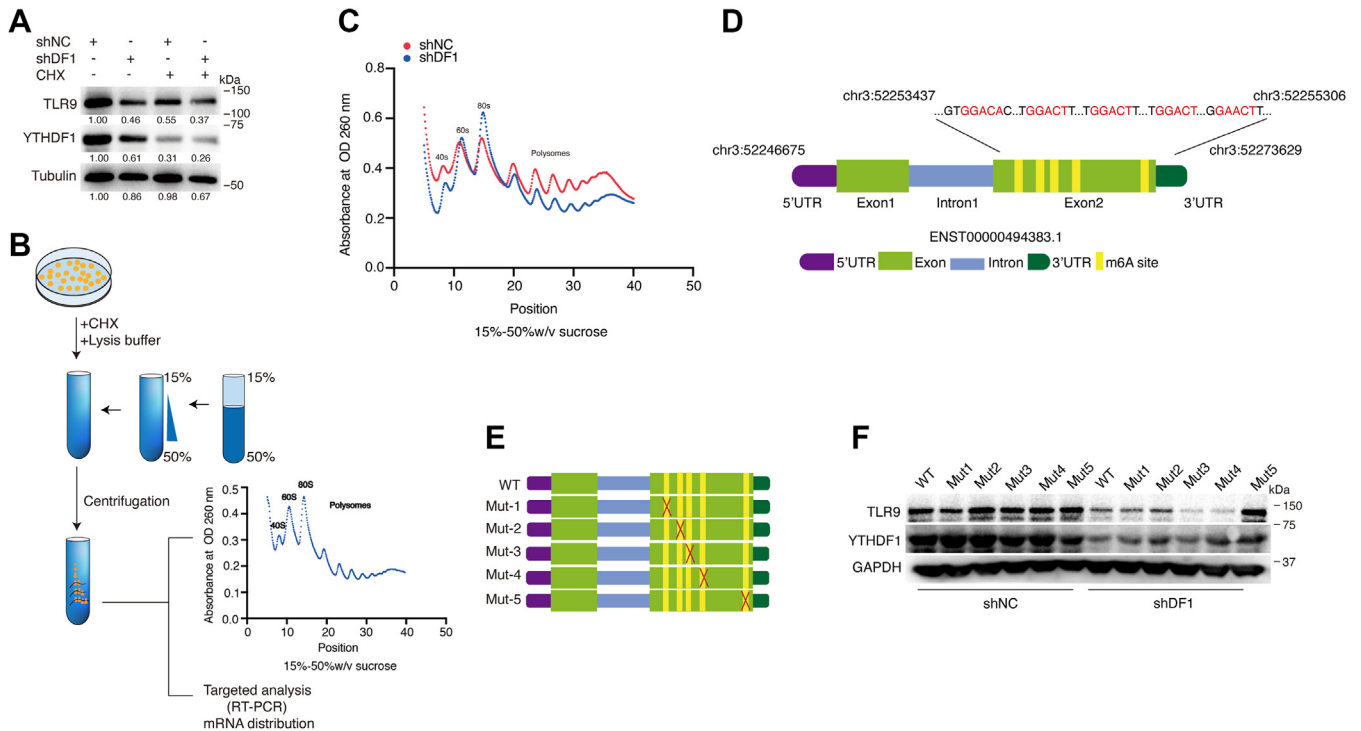 A
shNC + - + -
shDF1 - + - +
CHX - - + +
kDa
TLR9
-150
-100
1.00 0.46 0.55 0.37
-75
YTHDF1
1.00 0.61 0.31 0.26
Tubulin
-50
1.00 0.86 0.98 0.67
B
+CHX
+Lysis buffer
15%
50%
15%
50%
Centrifugation
Absorbance at OD 260 nm
0.5
0.4
0.3
0.2
0.1
0.0
40S
60S
80S
Polysomes
0 10 20 30 40 50
Position
15%-50%w/v sucrose
Targeted analysis
(RT-PCR)
mRNA distribution
C
shNC
shDF1
Absorbance at OD 260 nm
0.8
0.6
0.4
0.2
0.0
40s
60s
80s
Polysomes
0 10 20 30 40 50
Position
15%-50%w/v sucrose
D
chr3:52253437
chr3:52255306
...GTGGACAC...TGGACTT...TGGACTT...TGGACT...GGAACTT...
chr3:52246675
chr3:52273629
5'UTR Exon1 Intron1 Exon2 3'UTR
ENST00000494383.1
5'UTR Exon Intron 3'UTR m6A site
E
WT
Mut-1
Mut-2
Mut-3
Mut-4
Mut-5
F
WT Mut1 Mut2 Mut3 Mut4 Mut5 WT Mut1 Mut2 Mut3 Mut4 Mut5
kDa
TLR9
-150
-75
YTHDF1
-37
GAPDH
shNC shDF1